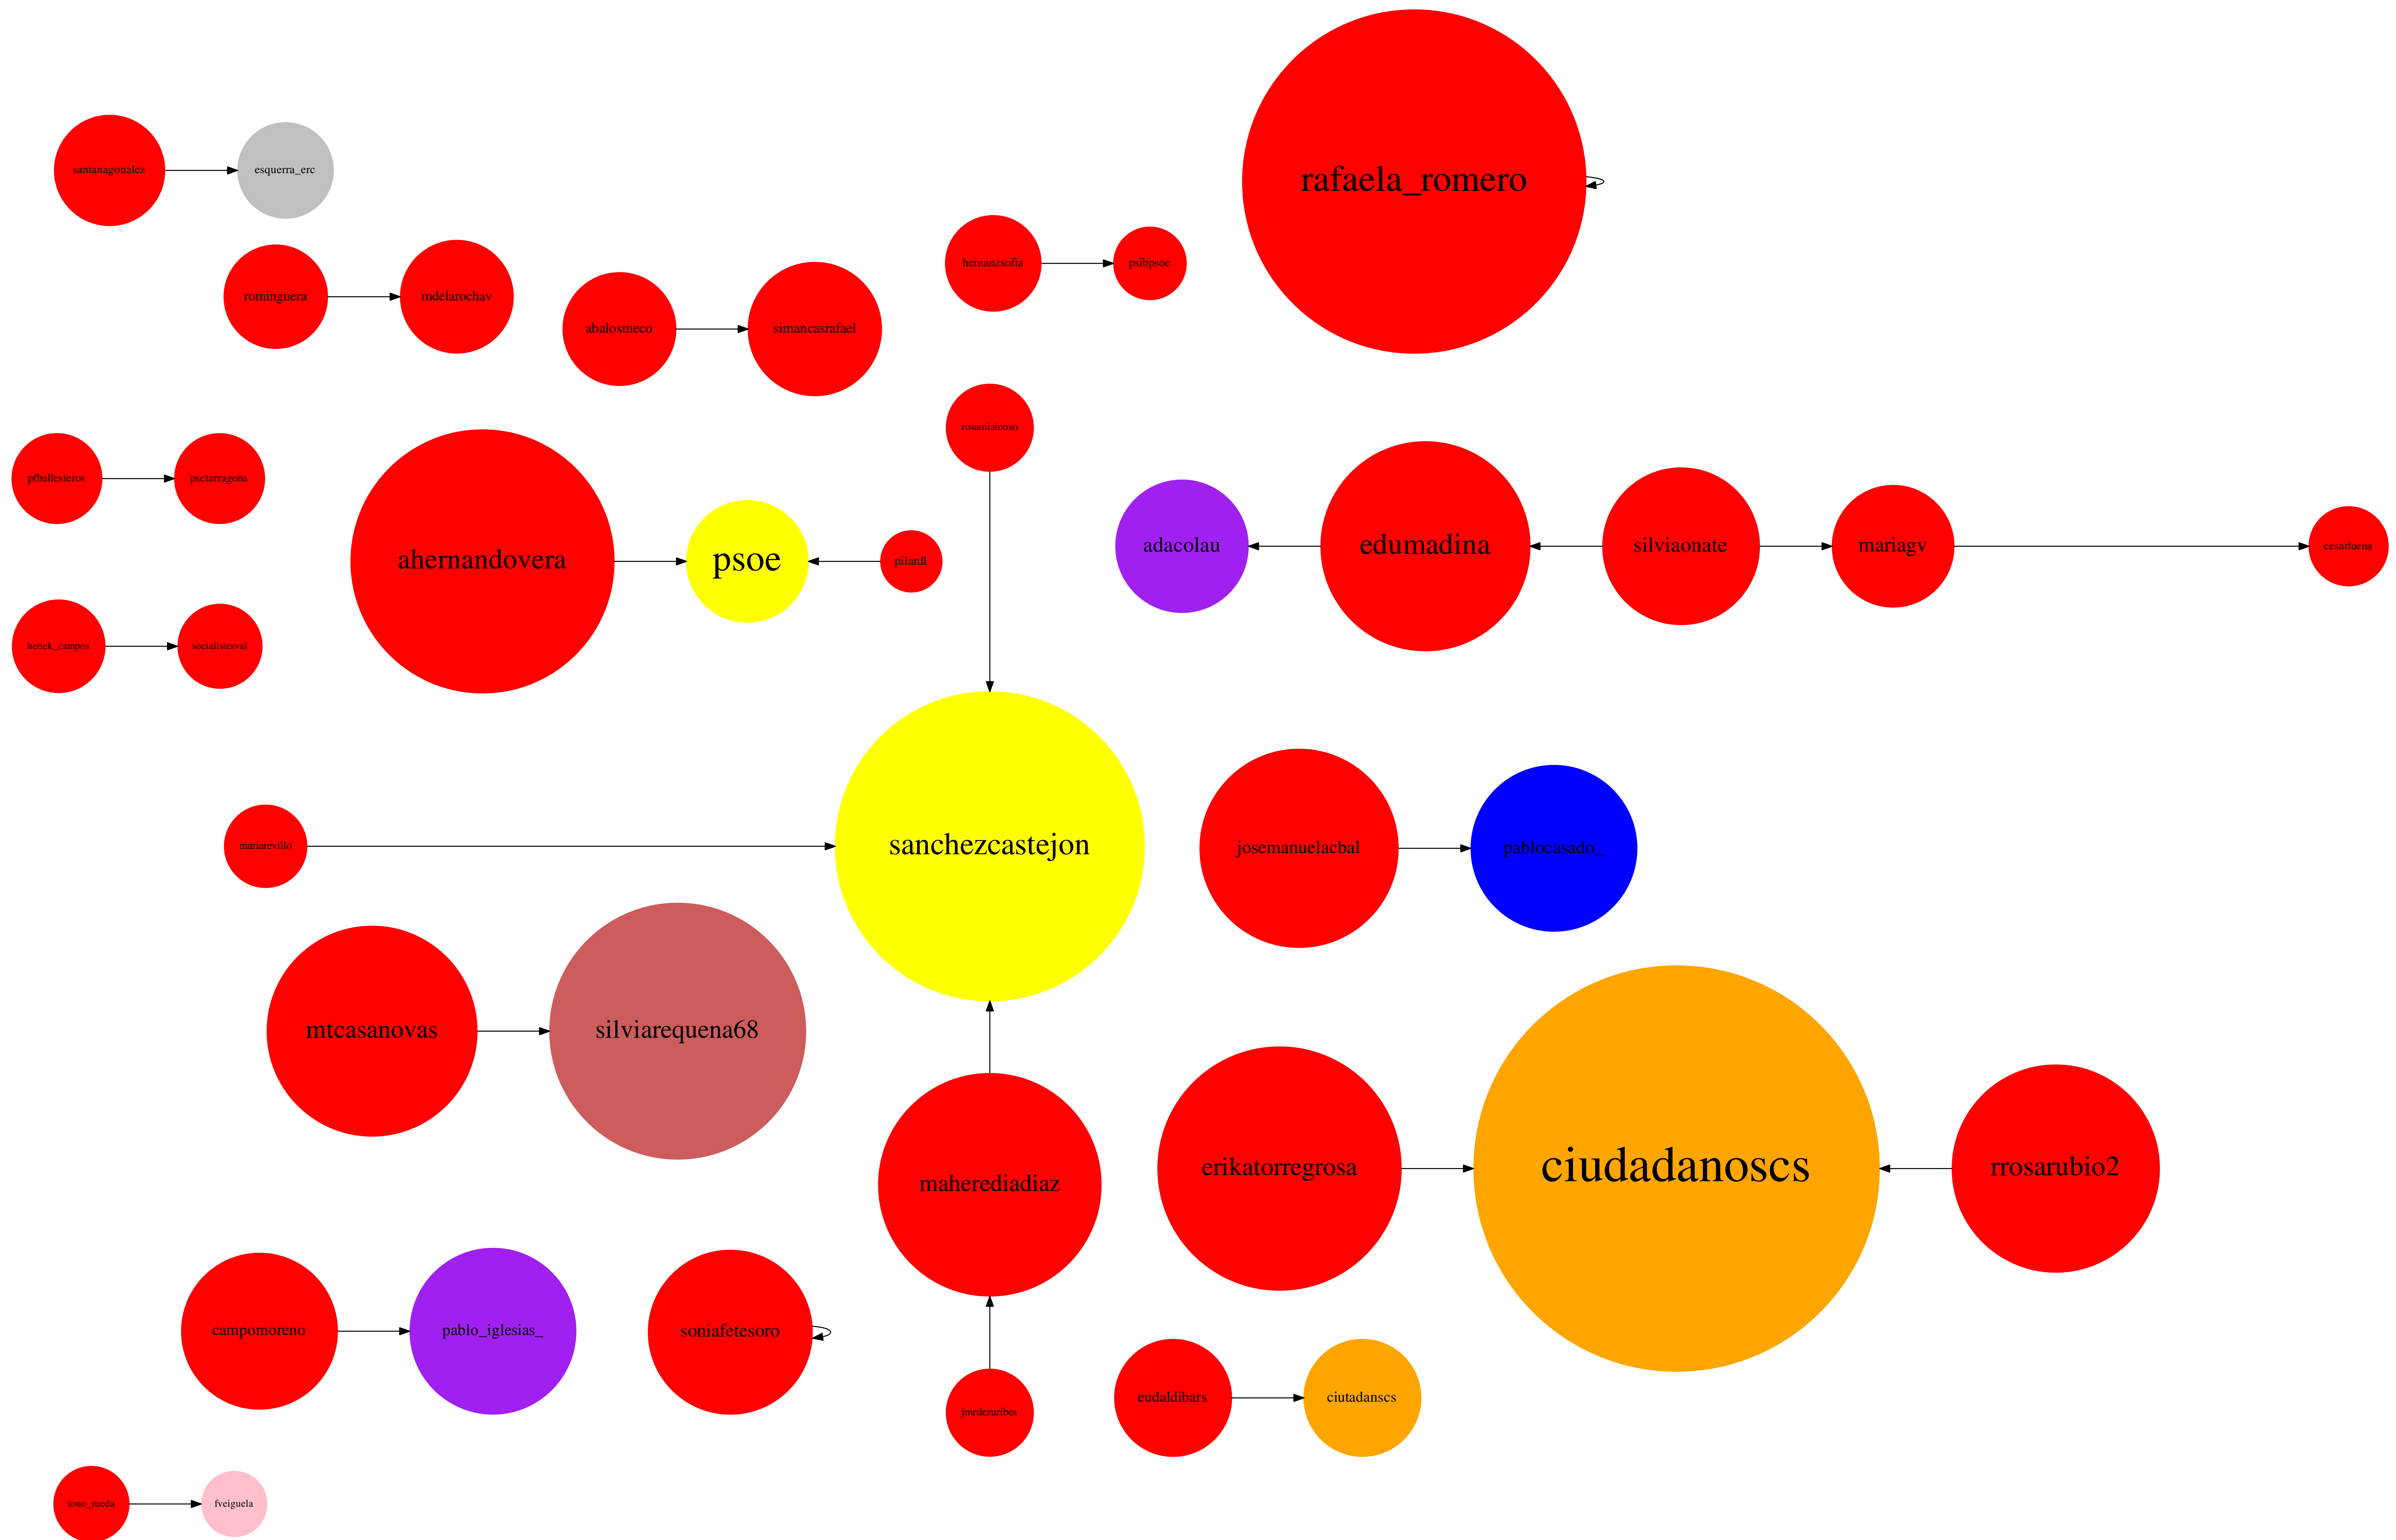 rafaela_romero
santanagonalez
esquerra_erc
hernanzsofia
psibpsoe
rominguera
mdelarochav
abalosmeco
simancasrafael
rosamfalonso
pfballesteros
psctarragona
ahernandovera
psoe
pilardl
adacolau
edumadina
silviaonate
mariagv
cesarluena
herick_campos
socialistesval
mariarevillo
sanchezcastejon
josemanuelacbal
pablocasado_
mtcasanovas
silviarequena68
maherediadiaz
erikatorregrosa
ciudadanoscs
rrosarubio2
campomoreno
pablo_iglesias_
soniafetesoro
jmrdezuribes
eudaldibars
ciutadanscs
tono_rueda
fveiguela